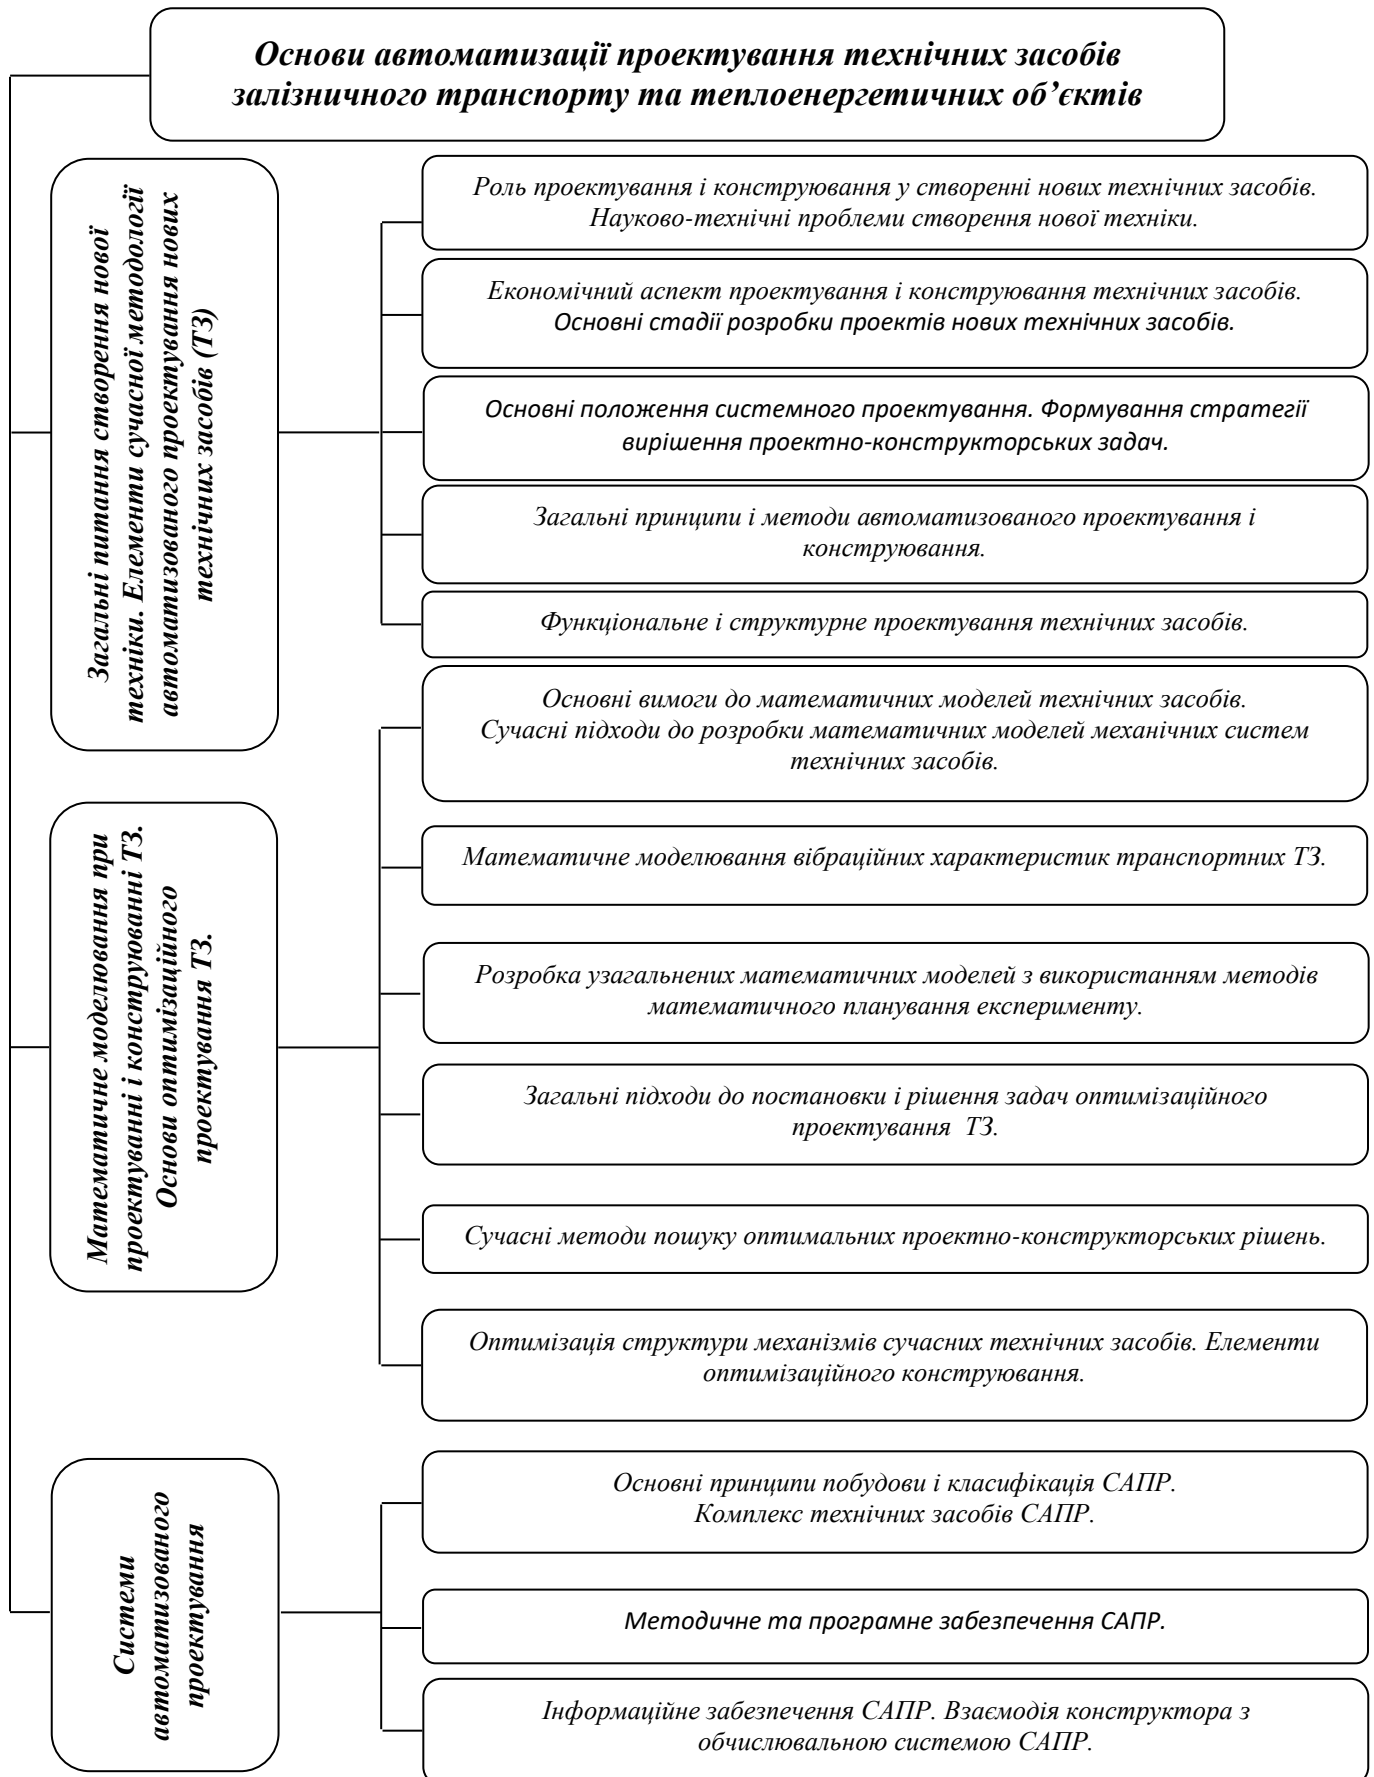 Основи автоматизації проектування технічних засобів
залізничного транспорту та теплоенергетичних об’єктів
Загальні питання створення нової
техніки. Елементи сучасної методології
автоматизованого проектування нових
технічних засобів (ТЗ)
Роль проектування і конструювання у створенні нових технічних засобів.
Науково-технічні проблеми створення нової техніки.
Економічний аспект проектування і конструювання технічних засобів.
Основні стадії розробки проектів нових технічних засобів.
Основні положення системного проектування. Формування стратегії
вирішення проектно-конструкторських задач.
Загальні принципи і методи автоматизованого проектування і
конструювання.
Функціональне і структурне проектування технічних засобів.
Математичне моделювання при
проектуванні і конструюванні ТЗ.
Основи оптимізаційного
проектування ТЗ.
Основні вимоги до математичних моделей технічних засобів.
Сучасні підходи до розробки математичних моделей механічних систем
технічних засобів.
Математичне моделювання вібраційних характеристик транспортних ТЗ.
Розробка узагальнених математичних моделей з використанням методів
математичного планування експерименту.
Загальні підходи до постановки і рішення задач оптимізаційного
проектування ТЗ.
Сучасні методи пошуку оптимальних проектно-конструкторських рішень.
Оптимізація структури механізмів сучасних технічних засобів. Елементи
оптимізаційного конструювання.
Системи
автоматизованого
проектування
Основні принципи побудови і класифікація САПР.
Комплекс технічних засобів САПР.
Методичне та програмне забезпечення САПР.
Інформаційне забезпечення САПР. Взаємодія конструктора з
обчислювальною системою САПР.